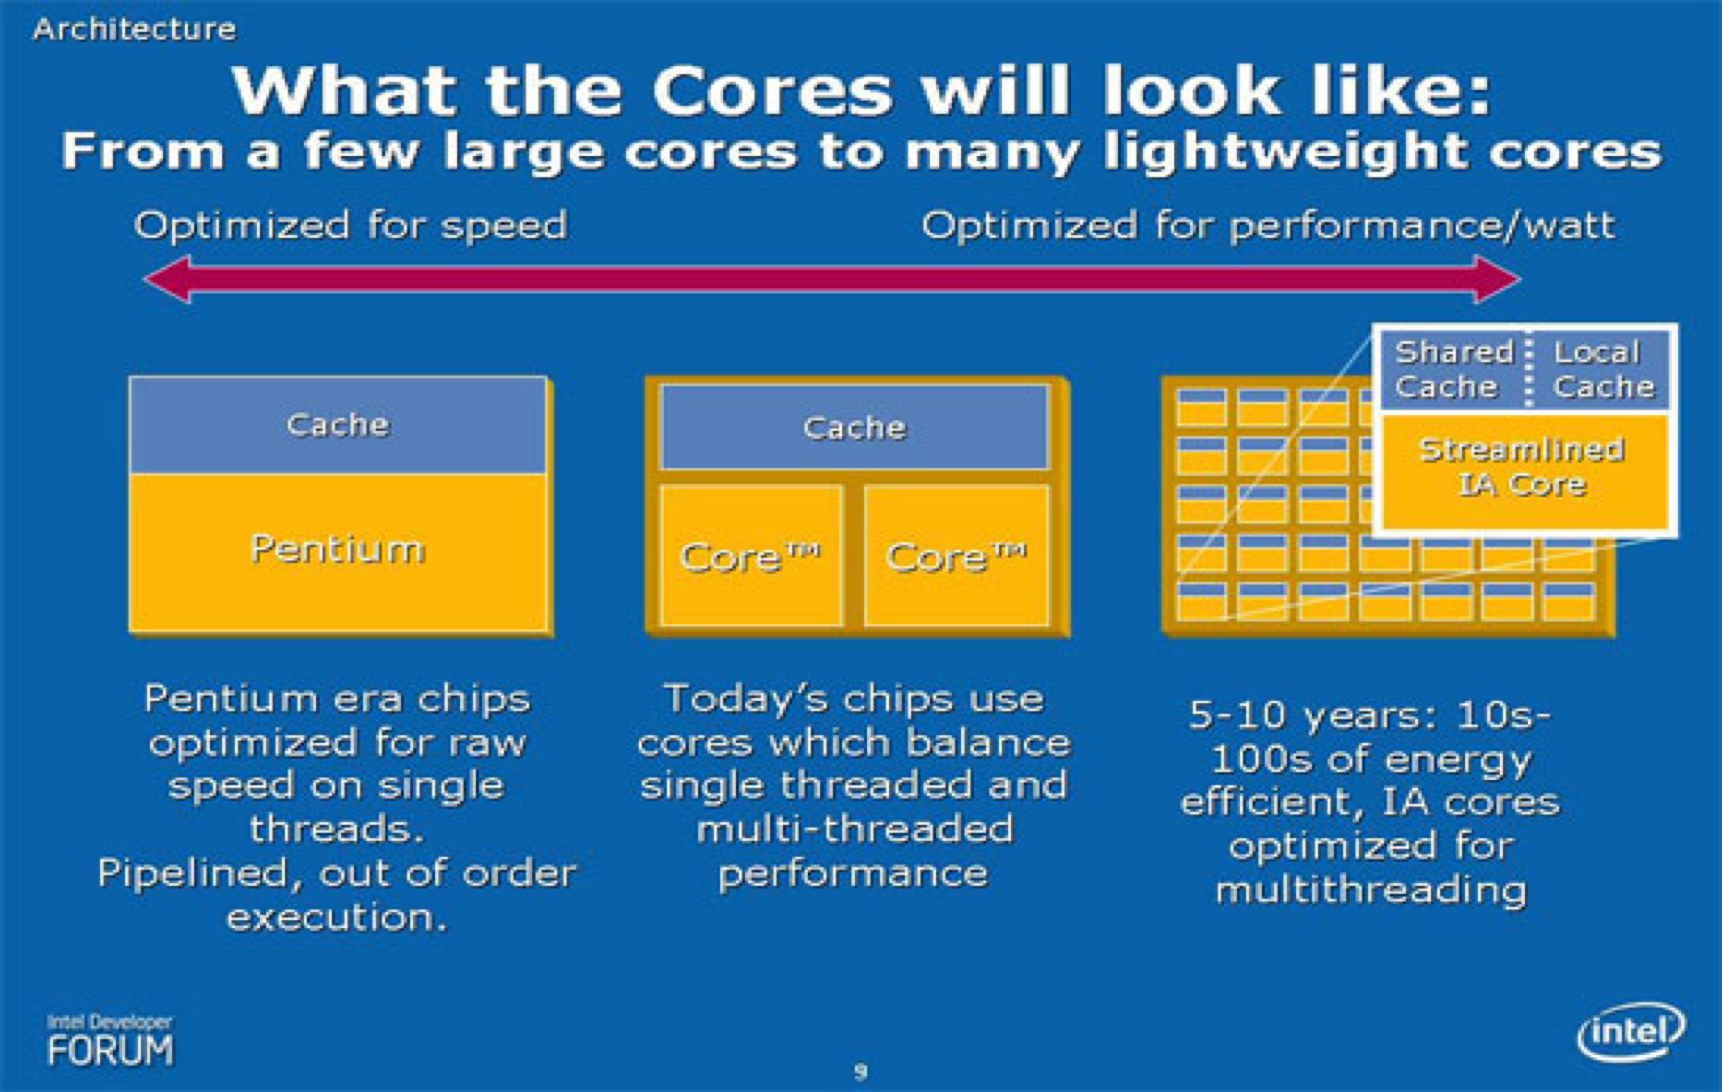 Architecture
What the Cores will look like:
From a few large cores to many lightweight cores
Optimized for speed
Optimized for performance/watt
Cache
Pentium
Cache
Core™
Core™
Shared
Cache
Local
Cache
Streamlined
IA Core
Pentium era chips
optimized for raw
speed on single
threads.
Pipelined, out of order
execution.
Today's chips use
cores which balance
single threaded and
multi-threaded
performance
5-10 years: 10s-
100s of energy
efficient, IA cores
optimized for
multithreading
Intel Developer
FORUM
9
intel